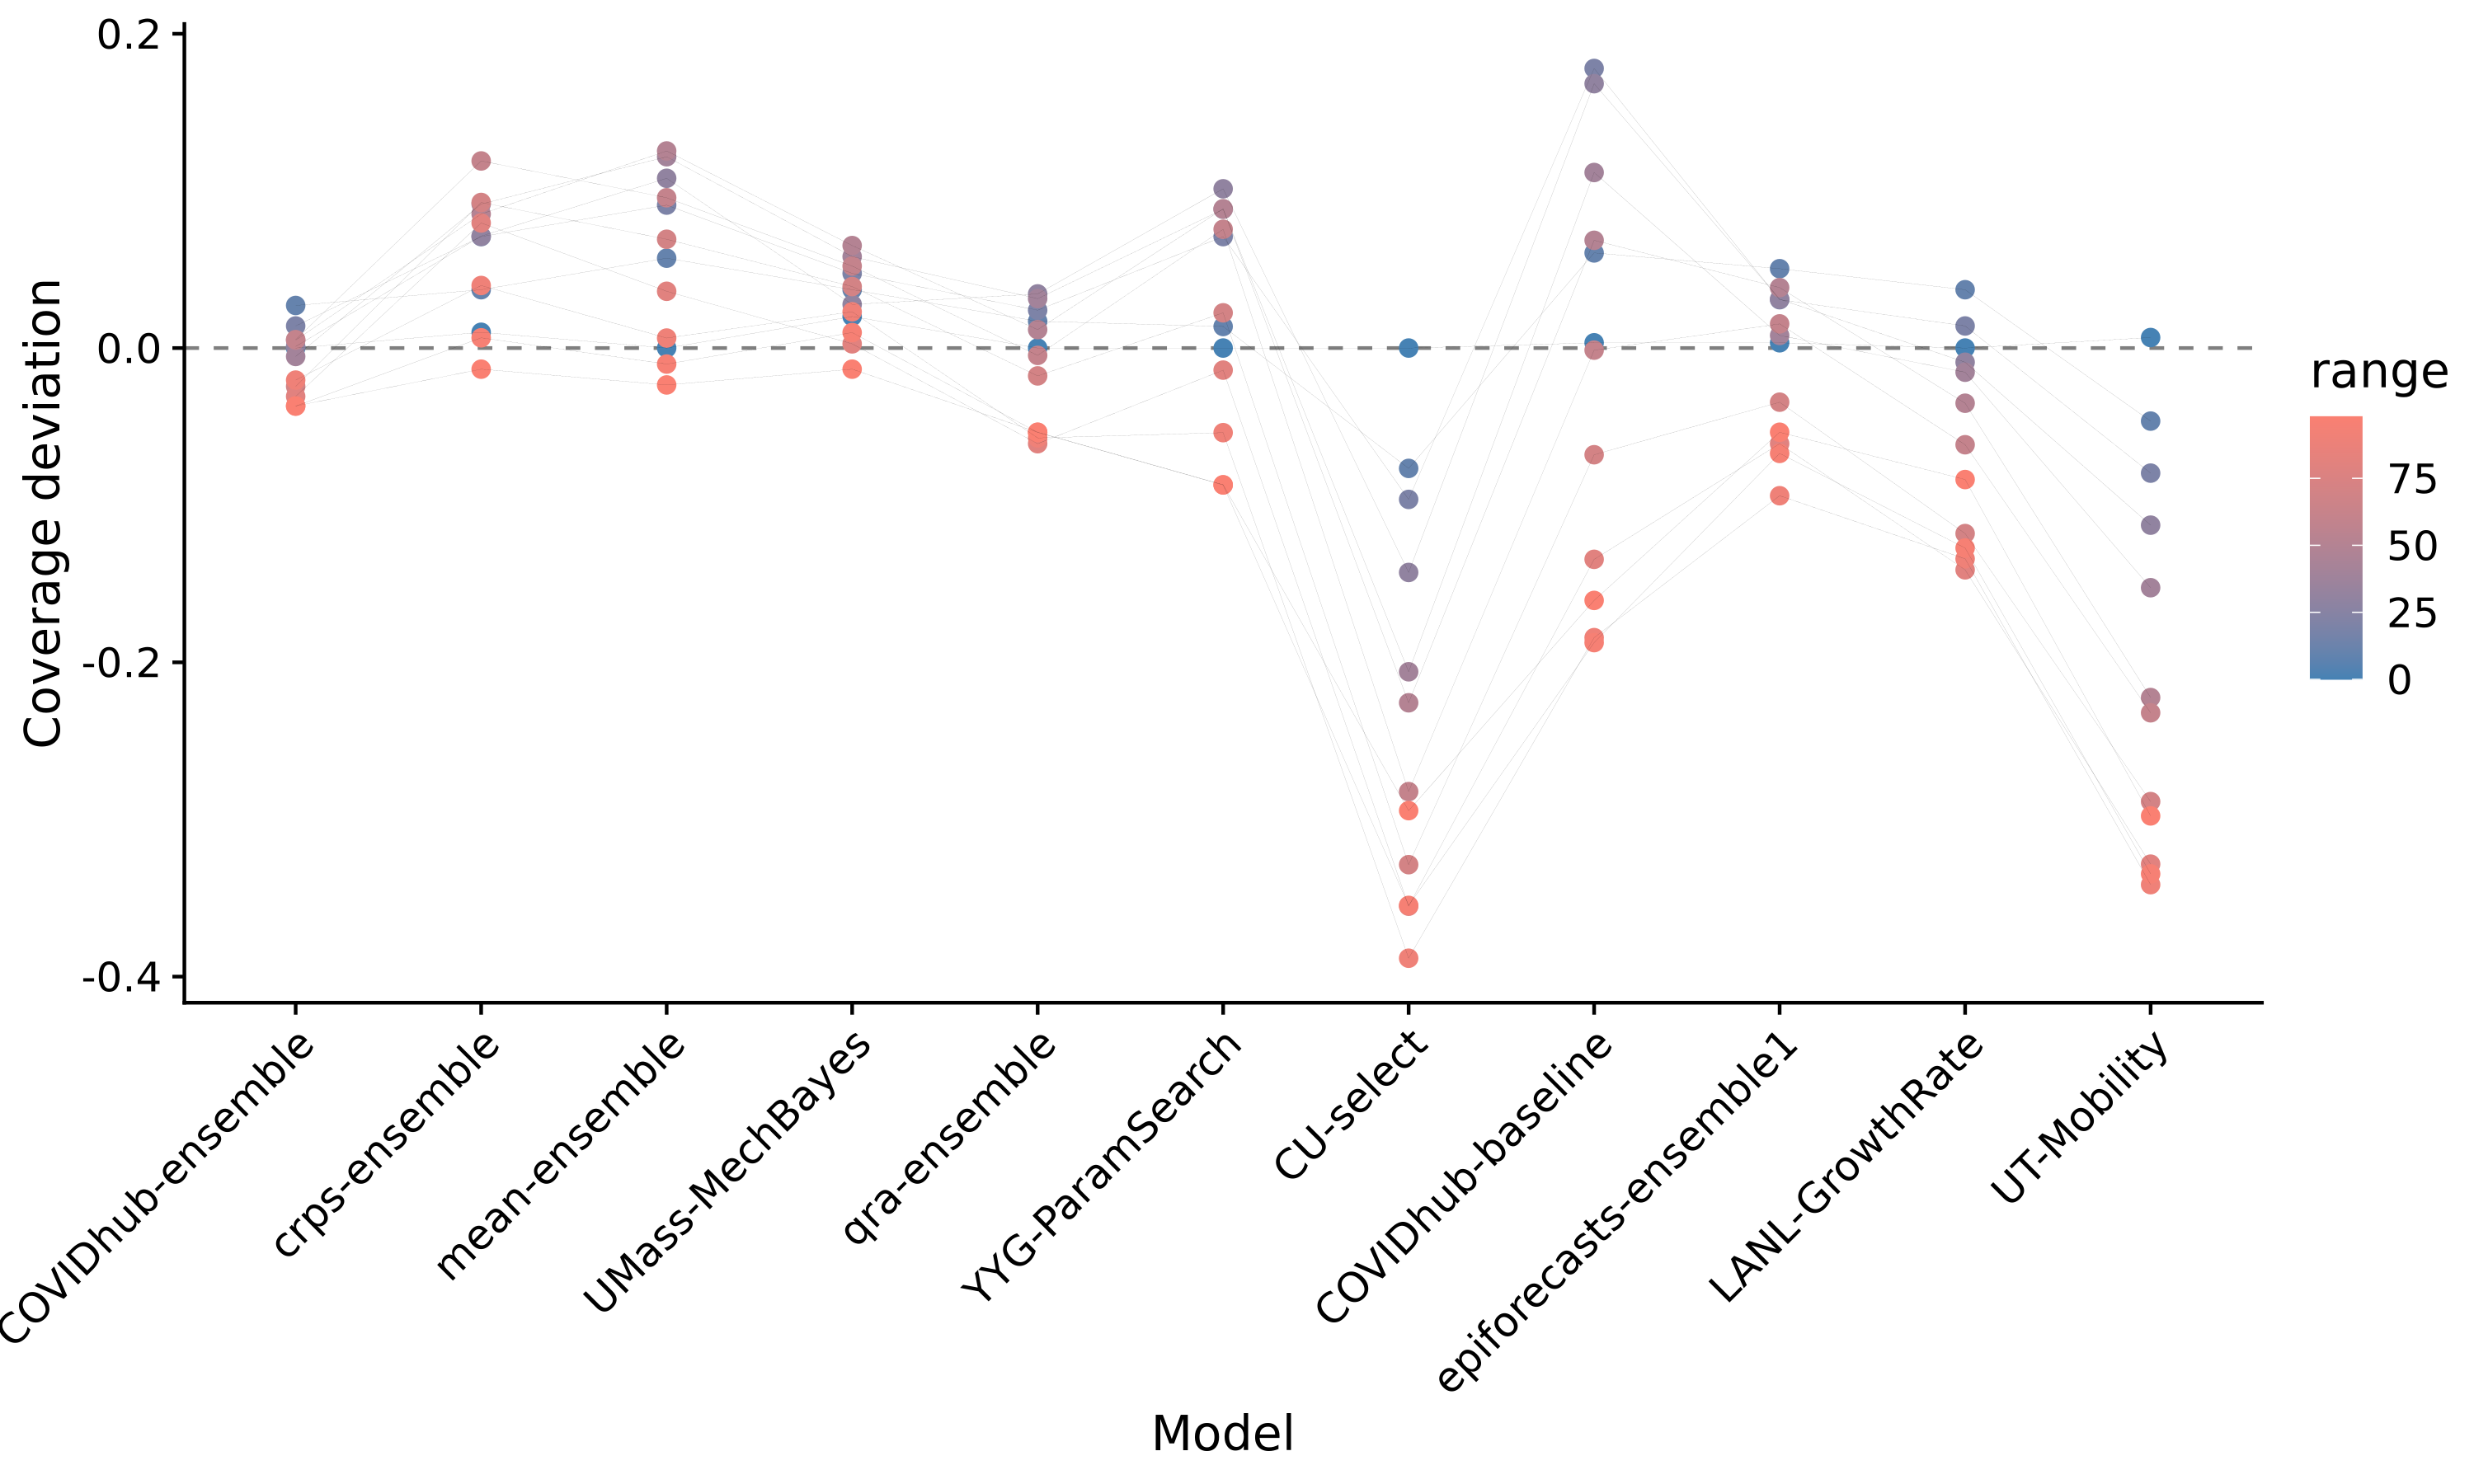 0.2
0.0
-0.2
-0.4
Coverage deviation
COVIDhub-ensemble
crps-ensemble
mean-ensemble
UMass-MechBayes
qra-ensemble
YYG-ParamSearch
CU-select
COVIDhub-baseline
epiforecasts-ensemble1
LANL-GrowthRate
UT-Mobility
Model
range
75
50
25
0